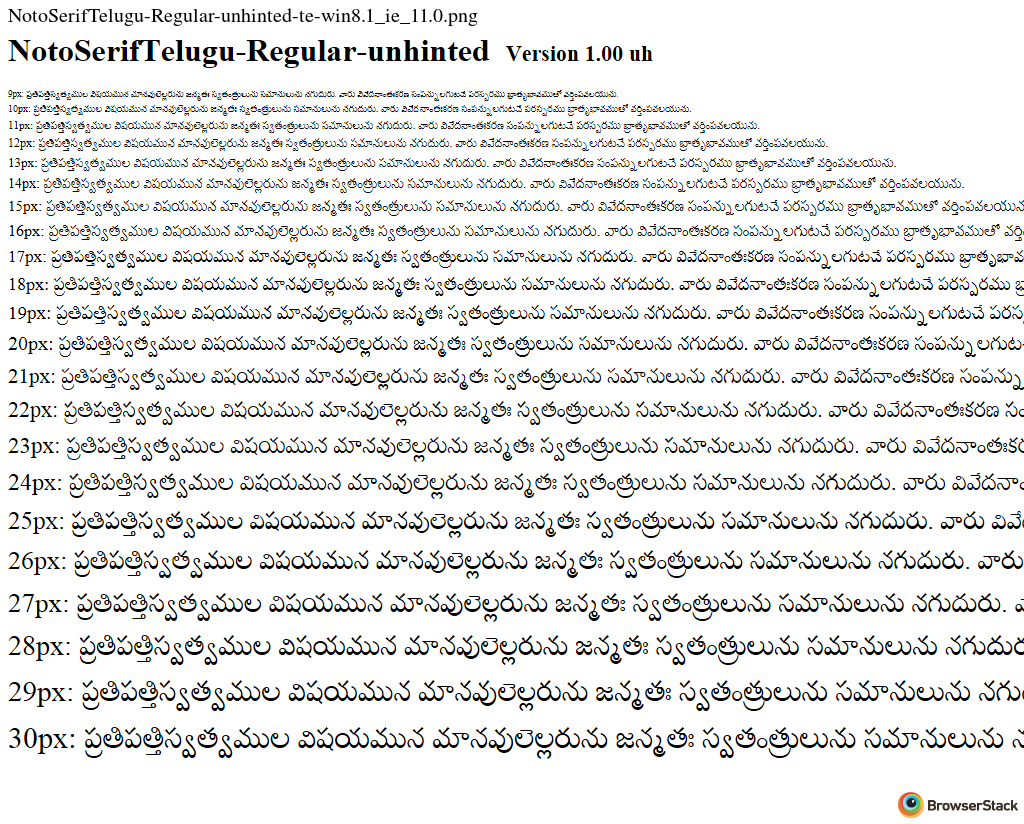 NotoSerifTelugu-Regular-unhinted-te-win8.1_ie_11.0.png
NotoSerifTelugu-Regular-unhinted Version 1.00 uh
9px: ప్రతిపత్తిస్వత్వముల విషయమున మానవులెల్లరును జన్మతః స్వతంత్రులును సమానులును నగుదురు. వారు వివేదనాంతఃకరణ సంపన్నులగుటచే పరస్పరము భ్రాతృభావముతో వర్తింపవలయును.
10px: ప్రతిపత్తిస్వత్వముల విషయమున మానవులెల్లరును జన్మతః స్వతంత్రులును సమానులును నగుదురు. వారు వివేదనాంతఃకరణ సంపన్నులగుటచే పరస్పరము భ్రాతృభావముతో వర్తింపవలయును.
11px: ప్రతిపత్తిస్వత్వముల విషయమున మానవులెల్లరును జన్మతః స్వతంత్రులును సమానులును నగుదురు. వారు వివేదనాంతఃకరణ సంపన్నులగుటచే పరస్పరము భ్రాతృభావముతో వర్తింపవలయును.
12px: ప్రతిపత్తిస్వత్వముల విషయమున మానవులెల్లరును జన్మతః స్వతంత్రులును సమానులును నగుదురు. వారు వివేదనాంతఃకరణ సంపన్నులగుటచే పరస్పరము భ్రాతృభావముతో వర్తింపవలయును.
13px: ప్రతిపత్తిస్వత్వముల విషయమున మానవులెల్లరును జన్మతః స్వతంత్రులును సమానులును నగుదురు. వారు వివేదనాంతఃకరణ సంపన్నులగుటచే పరస్పరము భ్రాతృభావముతో వర్తింపవలయును.
14px: ప్రతిపత్తిస్వత్వముల విషయమున మానవులెల్లరును జన్మతః స్వతంత్రులును సమానులును నగుదురు. వారు వివేదనాంతఃకరణ సంపన్నులగుటచే పరస్పరము భ్రాతృభావముతో వర్తింపవలయును.
15px: ప్రతిపత్తిస్వత్వముల విషయమున మానవులెల్లరును జన్మతః స్వతంత్రులును సమానులును నగుదురు. వారు వివేదనాంతఃకరణ సంపన్నులగుటచే పరస్పరము భ్రాతృభావముతో వర్తింపవలయును
16px: ప్రతిపత్తిస్వత్వముల విషయమున మానవులెల్లరును జన్మతః స్వతంత్రులును సమానులును నగుదురు. వారు వివేదనాంతఃకరణ సంపన్నులగుటచే పరస్పరము భ్రాతృభావముతో
17px: ప్రతిపత్తిస్వత్వముల విషయమున మానవులెల్లరును జన్మతః స్వతంత్రులును సమానులును నగుదురు. వారు వివేదనాంతఃకరణ సంపన్నులగుటచే పరస్పరము భ్రాతృభావమ
18px: ప్రతిపత్తిస్వత్వముల విషయమున మానవులెల్లరును జన్మతః స్వతంత్రులును సమానులును నగుదురు. వారు వివేదనాంతఃకరణ సంపన్నులగుటచే పరస్పరము
19px: ప్రతిపత్తిస్వత్వముల విషయమున మానవులెల్లరును జన్మతః స్వతంత్రులును సమానులును నగుదురు. వారు వివేదనాంతఃకరణ సంపన్నులగుటచే పరస
20px: ప్రతిపత్తిస్వత్వముల విషయమున మానవులెల్లరును జన్మతః స్వతంత్రులును సమానులును నగుదురు. వారు వివేదనాంతఃకరణ సంపన్నులగుట
21px: ప్రతిపత్తిస్వత్వముల విషయమున మానవులెల్లరును జన్మతః స్వతంత్రులును సమానులును నగుదురు. వారు వివేదనాంతఃకరణ సంపన్ను
22px: ప్రతిపత్తిస్వత్వముల విషయమున మానవులెల్లరును జన్మతః స్వతంత్రులును సమానులును నగుదురు. వారు వివేదనాంతఃకరణ సం
23px: ప్రతిపత్తిస్వత్వముల విషయమున మానవులెల్లరును జన్మతః స్వతంత్రులును సమానులును నగుదురు. వారు వివేదనాంతఃక
24px: ప్రతిపత్తిస్వత్వముల విషయమున మానవులెల్లరును జన్మతః స్వతంత్రులును సమానులును నగుదురు. వారు వివేదనాం
25px: ప్రతిపత్తిస్వత్వముల విషయమున మానవులెల్లరును జన్మతః స్వతంత్రులును సమానులును నగుదురు. వారు వివే
26px: ప్రతిపత్తిస్వత్వముల విషయమున మానవులెల్లరును జన్మతః స్వతంత్రులును సమానులును నగుదురు. వారు
27px: ప్రతిపత్తిస్వత్వముల విషయమున మానవులెల్లరును జన్మతః స్వతంత్రులును సమానులును నగుదురు.
28px: ప్రతిపత్తిస్వత్వముల విషయమున మానవులెల్లరును జన్మతః స్వతంత్రులును సమానులును నగుదుర
29px: ప్రతిపత్తిస్వత్వముల విషయమున మానవులెల్లరును జన్మతః స్వతంత్రులును సమానులును నగు
30px: ప్రతిపత్తిస్వత్వముల విషయమున మానవులెల్లరును జన్మతః స్వతంత్రులును సమానులును
BrowserStack